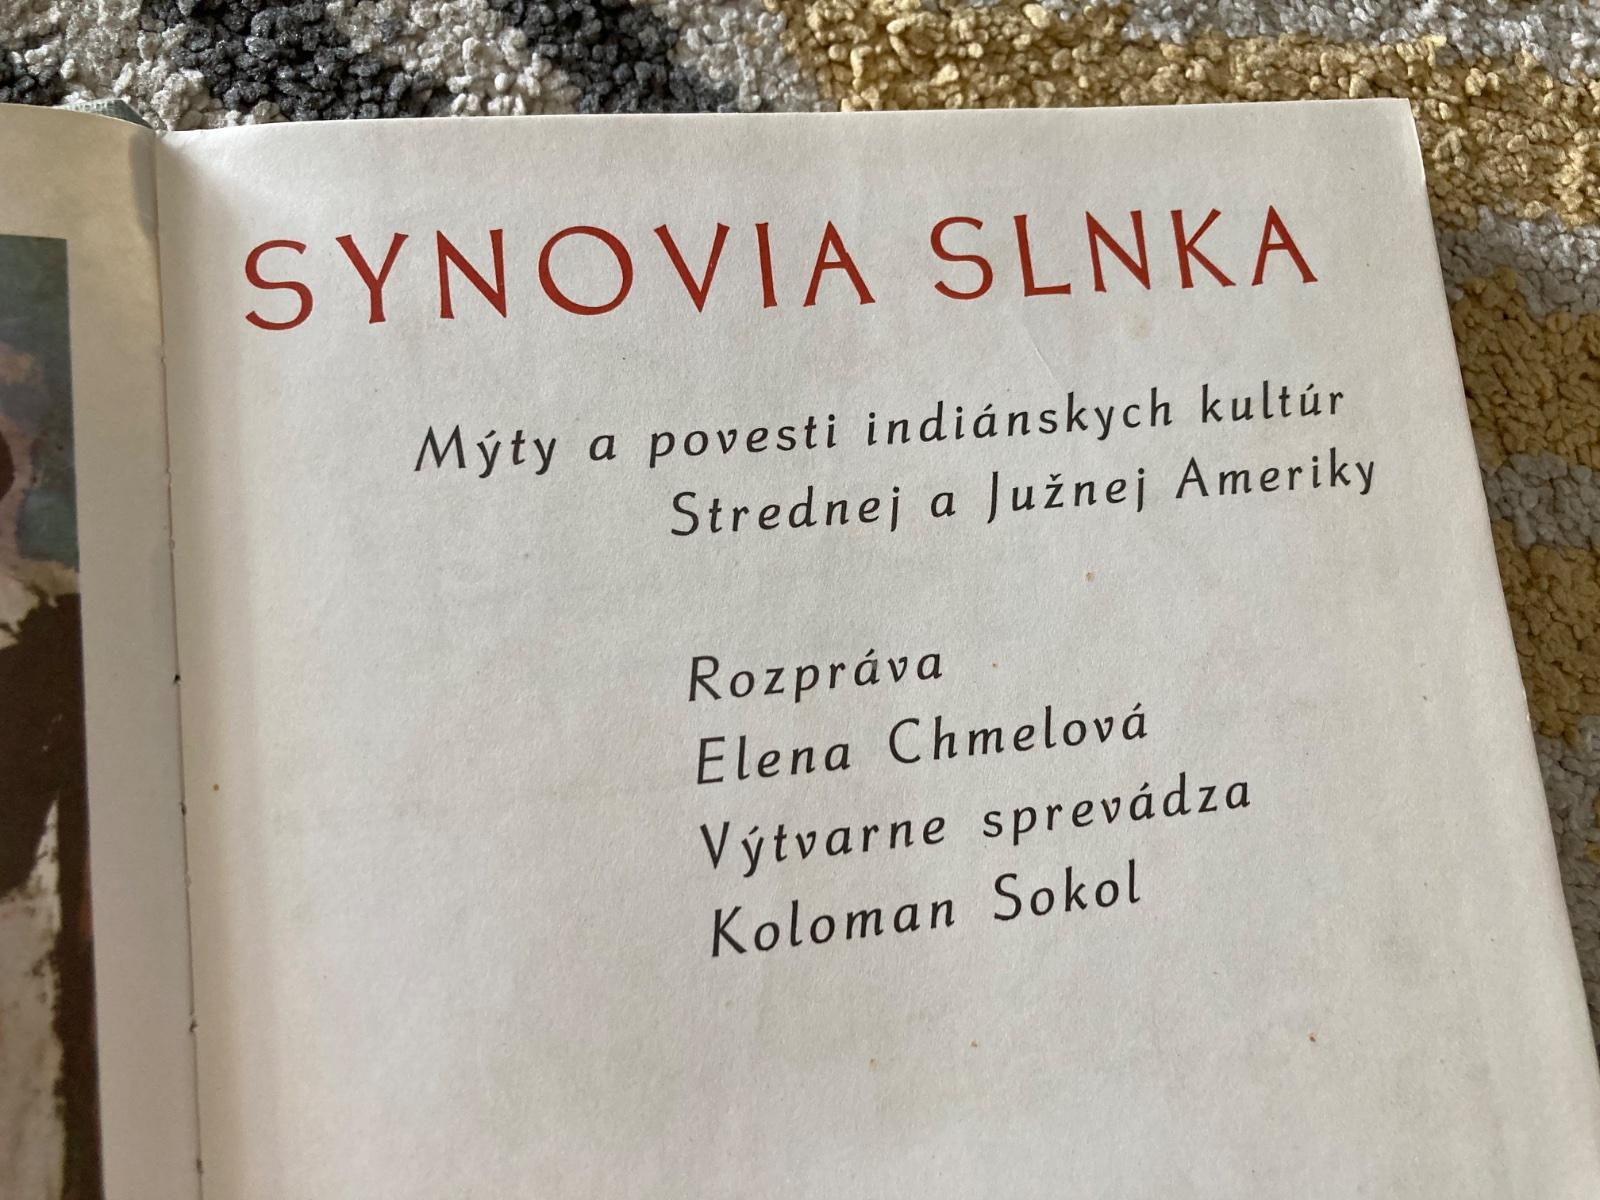 SYNOVIA SLNKA
Mýty a povesti indiánskych kultúr
Strednej a Južnej Ameriky
Rozpráva
Elena Chmelová
Výtvarne sprevádza
Koloman Sokol